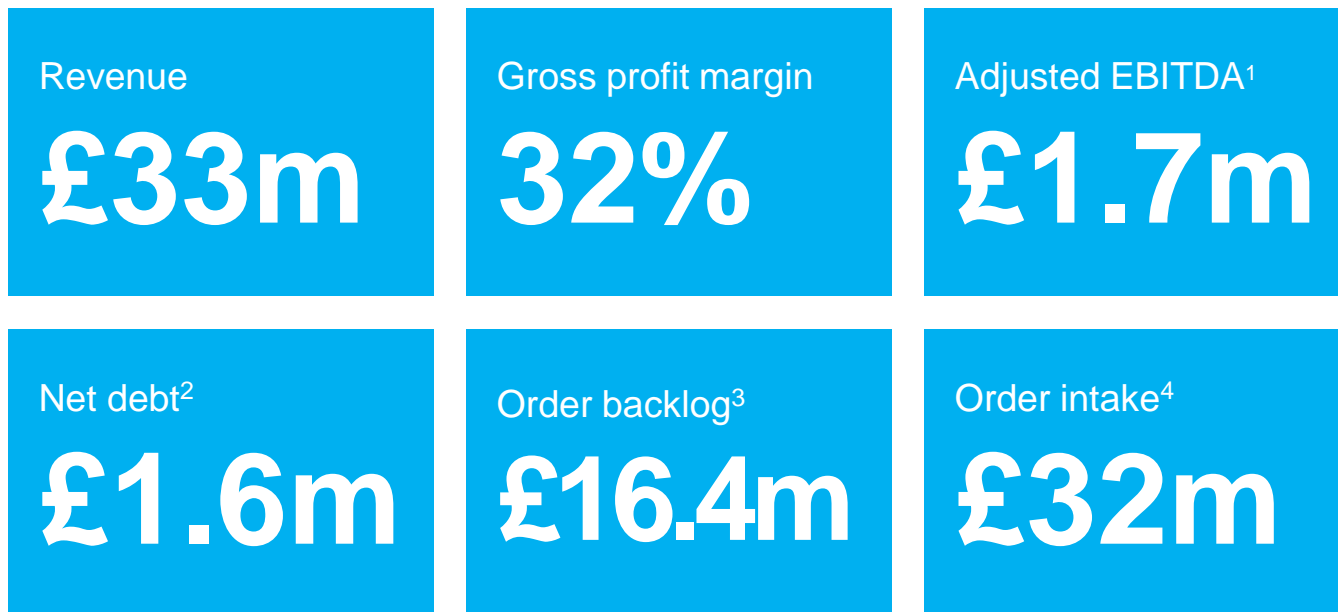 Revenue
£33m
Gross profit margin
32%
Adjusted EBITDA¹
£1.7m
Net debt²
£1.6m
Order backlog³
£16.4m
Order intake⁴
£32m